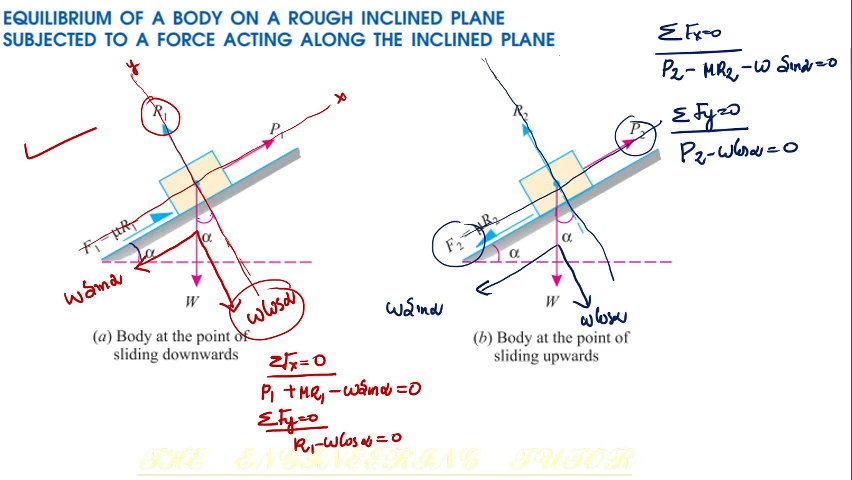 EQUILIBRIUM OF A BODY ON A ROUGH INCLINED PLANE
SUBJECTED TO A FORCE ACTING ALONG THE INCLINED PLANE
y
x
R₁
P₁
F₁ = μR₁
α
α
W
W Sinα
W Cosα
(a) Body at the point of
sliding downwards
ΣFx = 0
P₁ + μR₁ - W Sinα = 0
ΣFy = 0
R₁ - W Cosα = 0
R₂
P₂
F₂ = μR₂
α
α
W
W Sinα
W Cosα
(b) Body at the point of
sliding upwards
ΣFx=0
P₂ - μR₂ - W Sinα = 0
ΣFy=0
P₂ - W Cosα = 0
THE ENGINEERING TUTOR